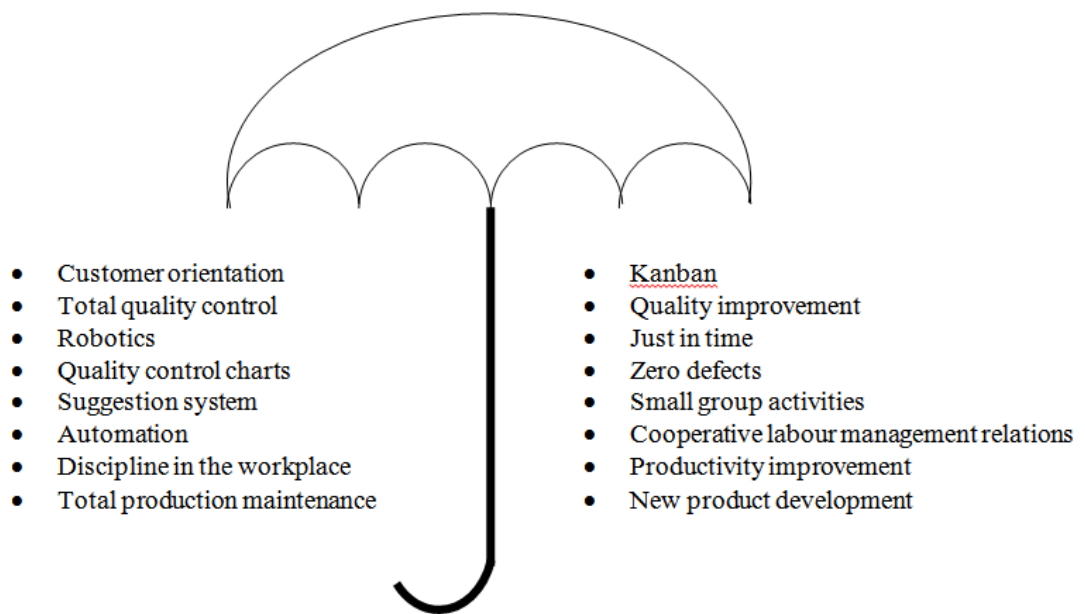 Customer orientation
Total quality control
Robotics
Quality control charts
Suggestion system
Automation
Discipline in the workplace
Total production maintenance
Kanban
Quality improvement
Just in time
Zero defects
Small group activities
Cooperative labour management relations
Productivity improvement
New product development